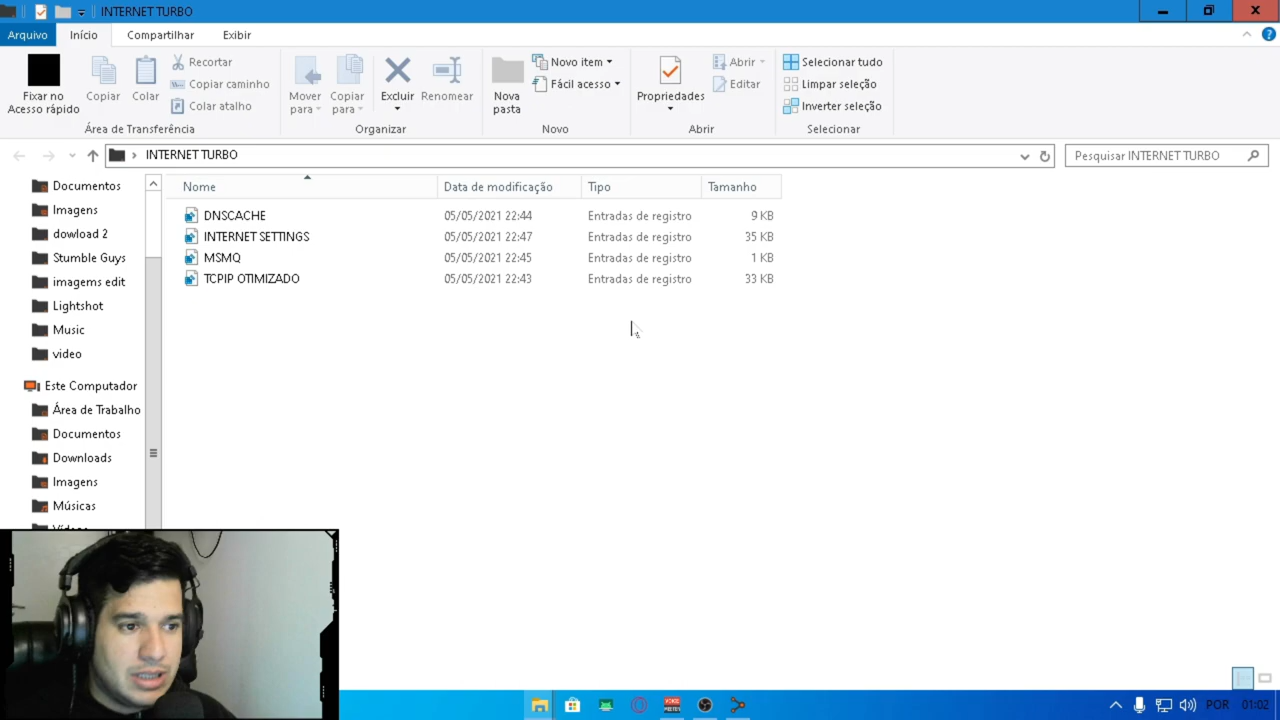 INTERNET TURBO
Arquivo Início Compartilhar Exibir
Fixar no Acesso rápido
Copiar
Colar
Recortar
Copiar caminho
Colar atalho
Área de Transferência
Mover para
Copiar para
Excluir
Renomear
Organizar
Nova pasta
Novo item
Fácil acesso
Novo
Propriedades
Abrir
Editar
Abrir
Selecionar tudo
Limpar seleção
Inverter seleção
Selecionar
INTERNET TURBO
Pesquisar INTERNET TURBO
Documentos
Imagens
dowload 2
Stumble Guys
imagems edit
Lightshot
Music
video
Este Computador
Área de Trabalho
Documentos
Downloads
Imagens
Músicas
Vídeos
Nome Data de modificação Tipo Tamanho
DNSCACHE 05/05/2021 22:44 Entradas de registro 9 KB
INTERNET SETTINGS 05/05/2021 22:47 Entradas de registro 35 KB
MSMQ 05/05/2021 22:45 Entradas de registro 1 KB
TCPIP OTIMIZADO 05/05/2021 22:43 Entradas de registro 33 KB
POR 01:02